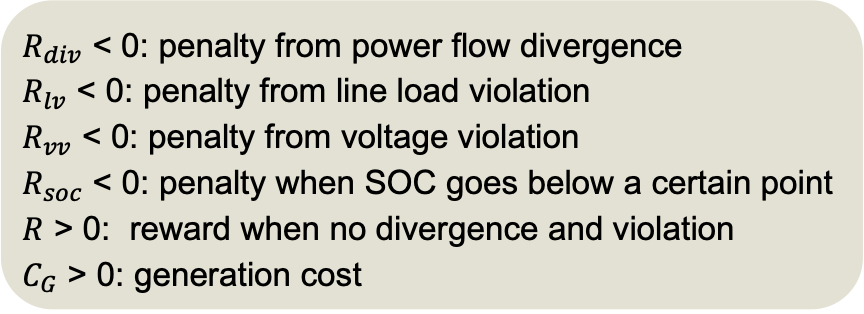 R_div < 0: penalty from power flow divergence
R_lv < 0: penalty from line load violation
R_vv < 0: penalty from voltage violation
R_soc < 0: penalty when SOC goes below a certain point
R > 0: reward when no divergence and violation
C_G > 0: generation cost